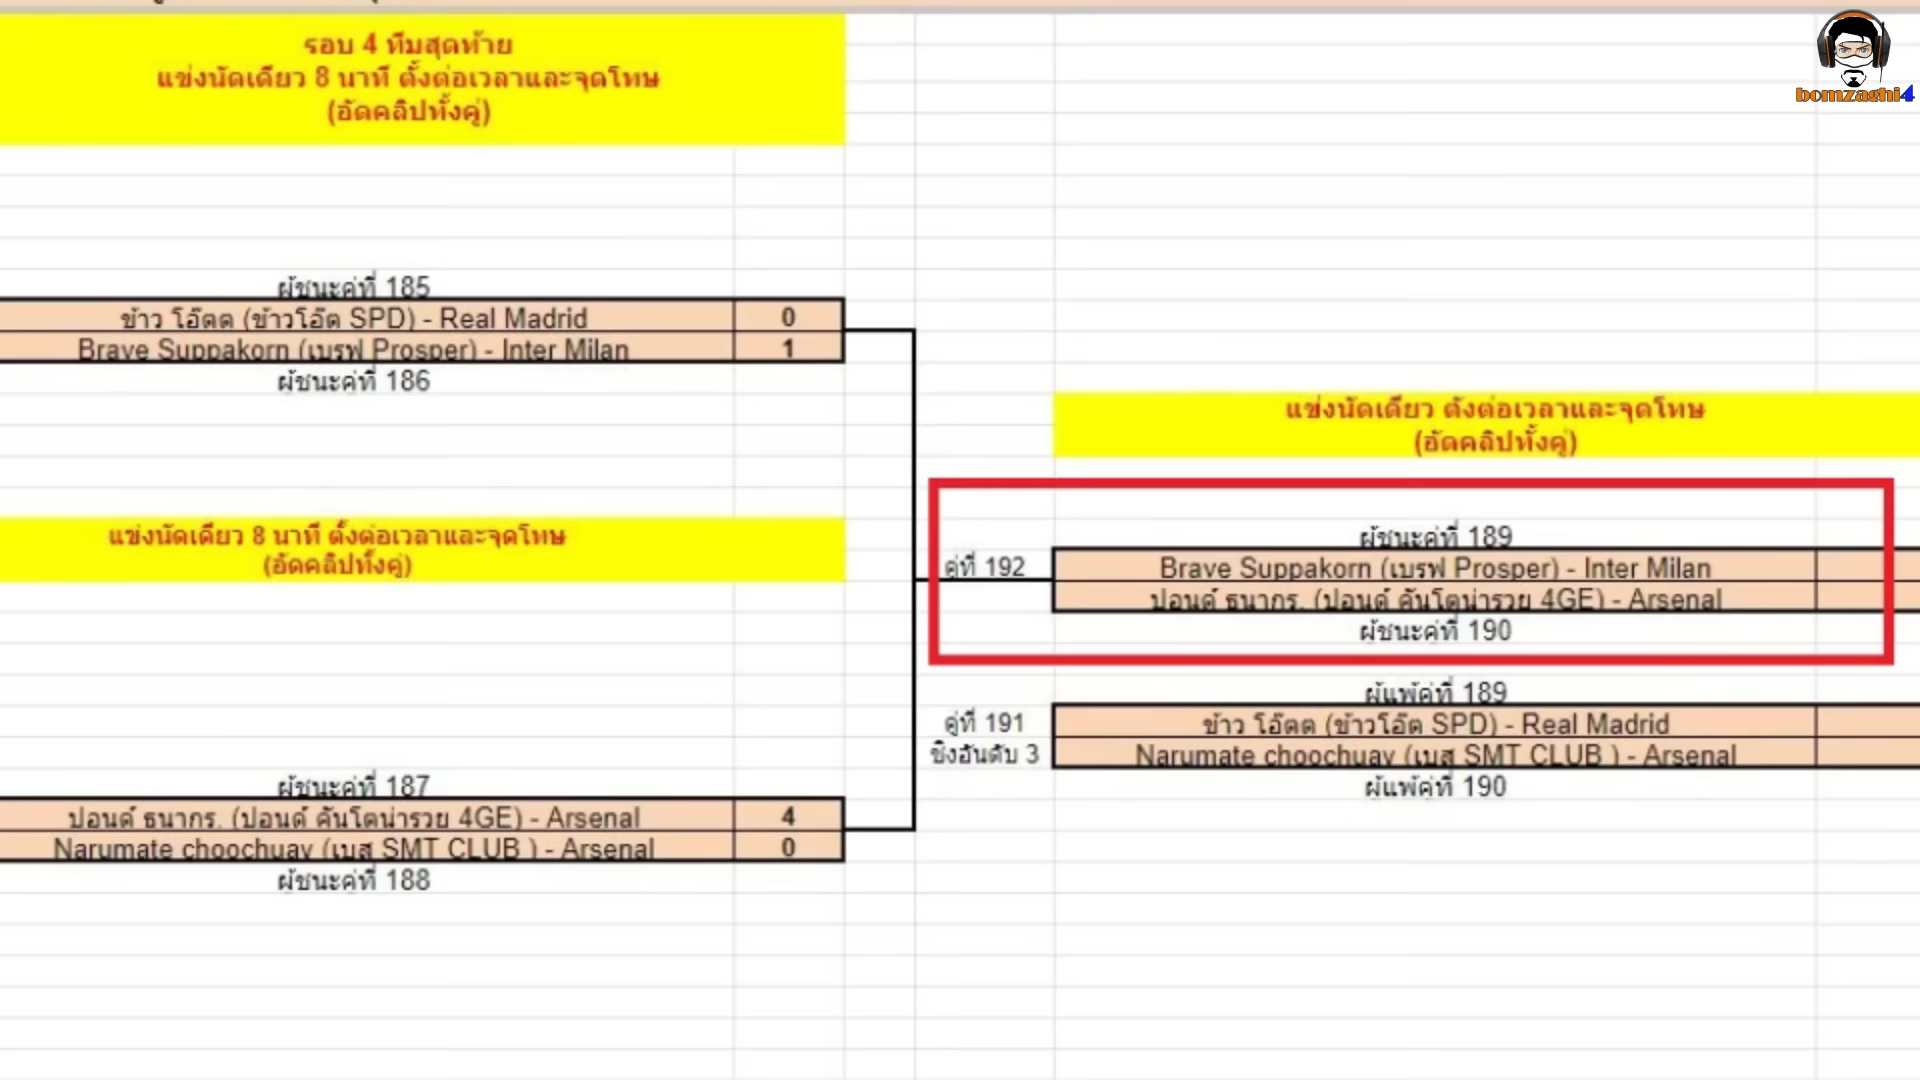 bomzaghi4
รอบ 4 ทีมสุดท้าย
แข่งนัดเดียว 8 นาที ตั้งต่อเวลาและจุดโทษ
(อัดคลิปทั้งคู่)
ผู้ชนะคู่ที่ 185
ข้าว โอ๊ตต (ข้าวโอ๊ต SPD) - Real Madrid 0
Brave Suppakorn (เบรฟ Prosper) - Inter Milan 1
ผู้ชนะคู่ที่ 186
แข่งนัดเดียว 8 นาที ตั้งต่อเวลาและจุดโทษ
(อัดคลิปทั้งคู่)
ผู้ชนะคู่ที่ 187
ปอนด์ ธนากร. (ปอนด์ คันโตน่ารวย 4GE) - Arsenal 4
Narumate choochuay (เบส SMT CLUB ) - Arsenal 0
ผู้ชนะคู่ที่ 188
แข่งนัดเดียว ตั้งต่อเวลาและจุดโทษ
(อัดคลิปทั้งคู่)
ผู้ชนะคู่ที่ 189
คู่ที่ 192
Brave Suppakorn (เบรฟ Prosper) - Inter Milan
ปอนด์ ธนากร. (ปอนด์ คันโตน่ารวย 4GE) - Arsenal
ผู้ชนะคู่ที่ 190
ผู้แพ้คู่ที่ 189
คู่ที่ 191
ชิงอันดับ 3
ข้าว โอ๊ตต (ข้าวโอ๊ต SPD) - Real Madrid
Narumate choochuay (เบส SMT CLUB ) - Arsenal
ผู้แพ้คู่ที่ 190